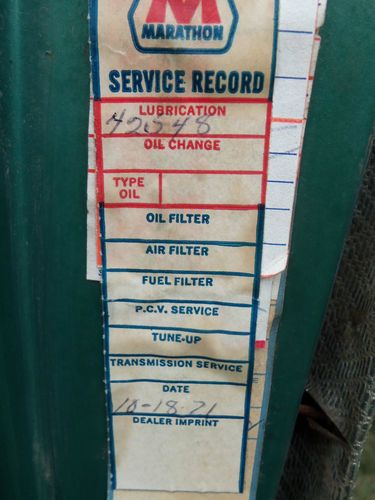 M
MARATHON
SERVICE RECORD
LUBRICATION
42548
OIL CHANGE
TYPE
OIL
OIL FILTER
AIR FILTER
FUEL FILTER
P.C.V. SERVICE
TUNE-UP
TRANSMISSION SERVICE
DATE
10-18-71
DEALER IMPRINT